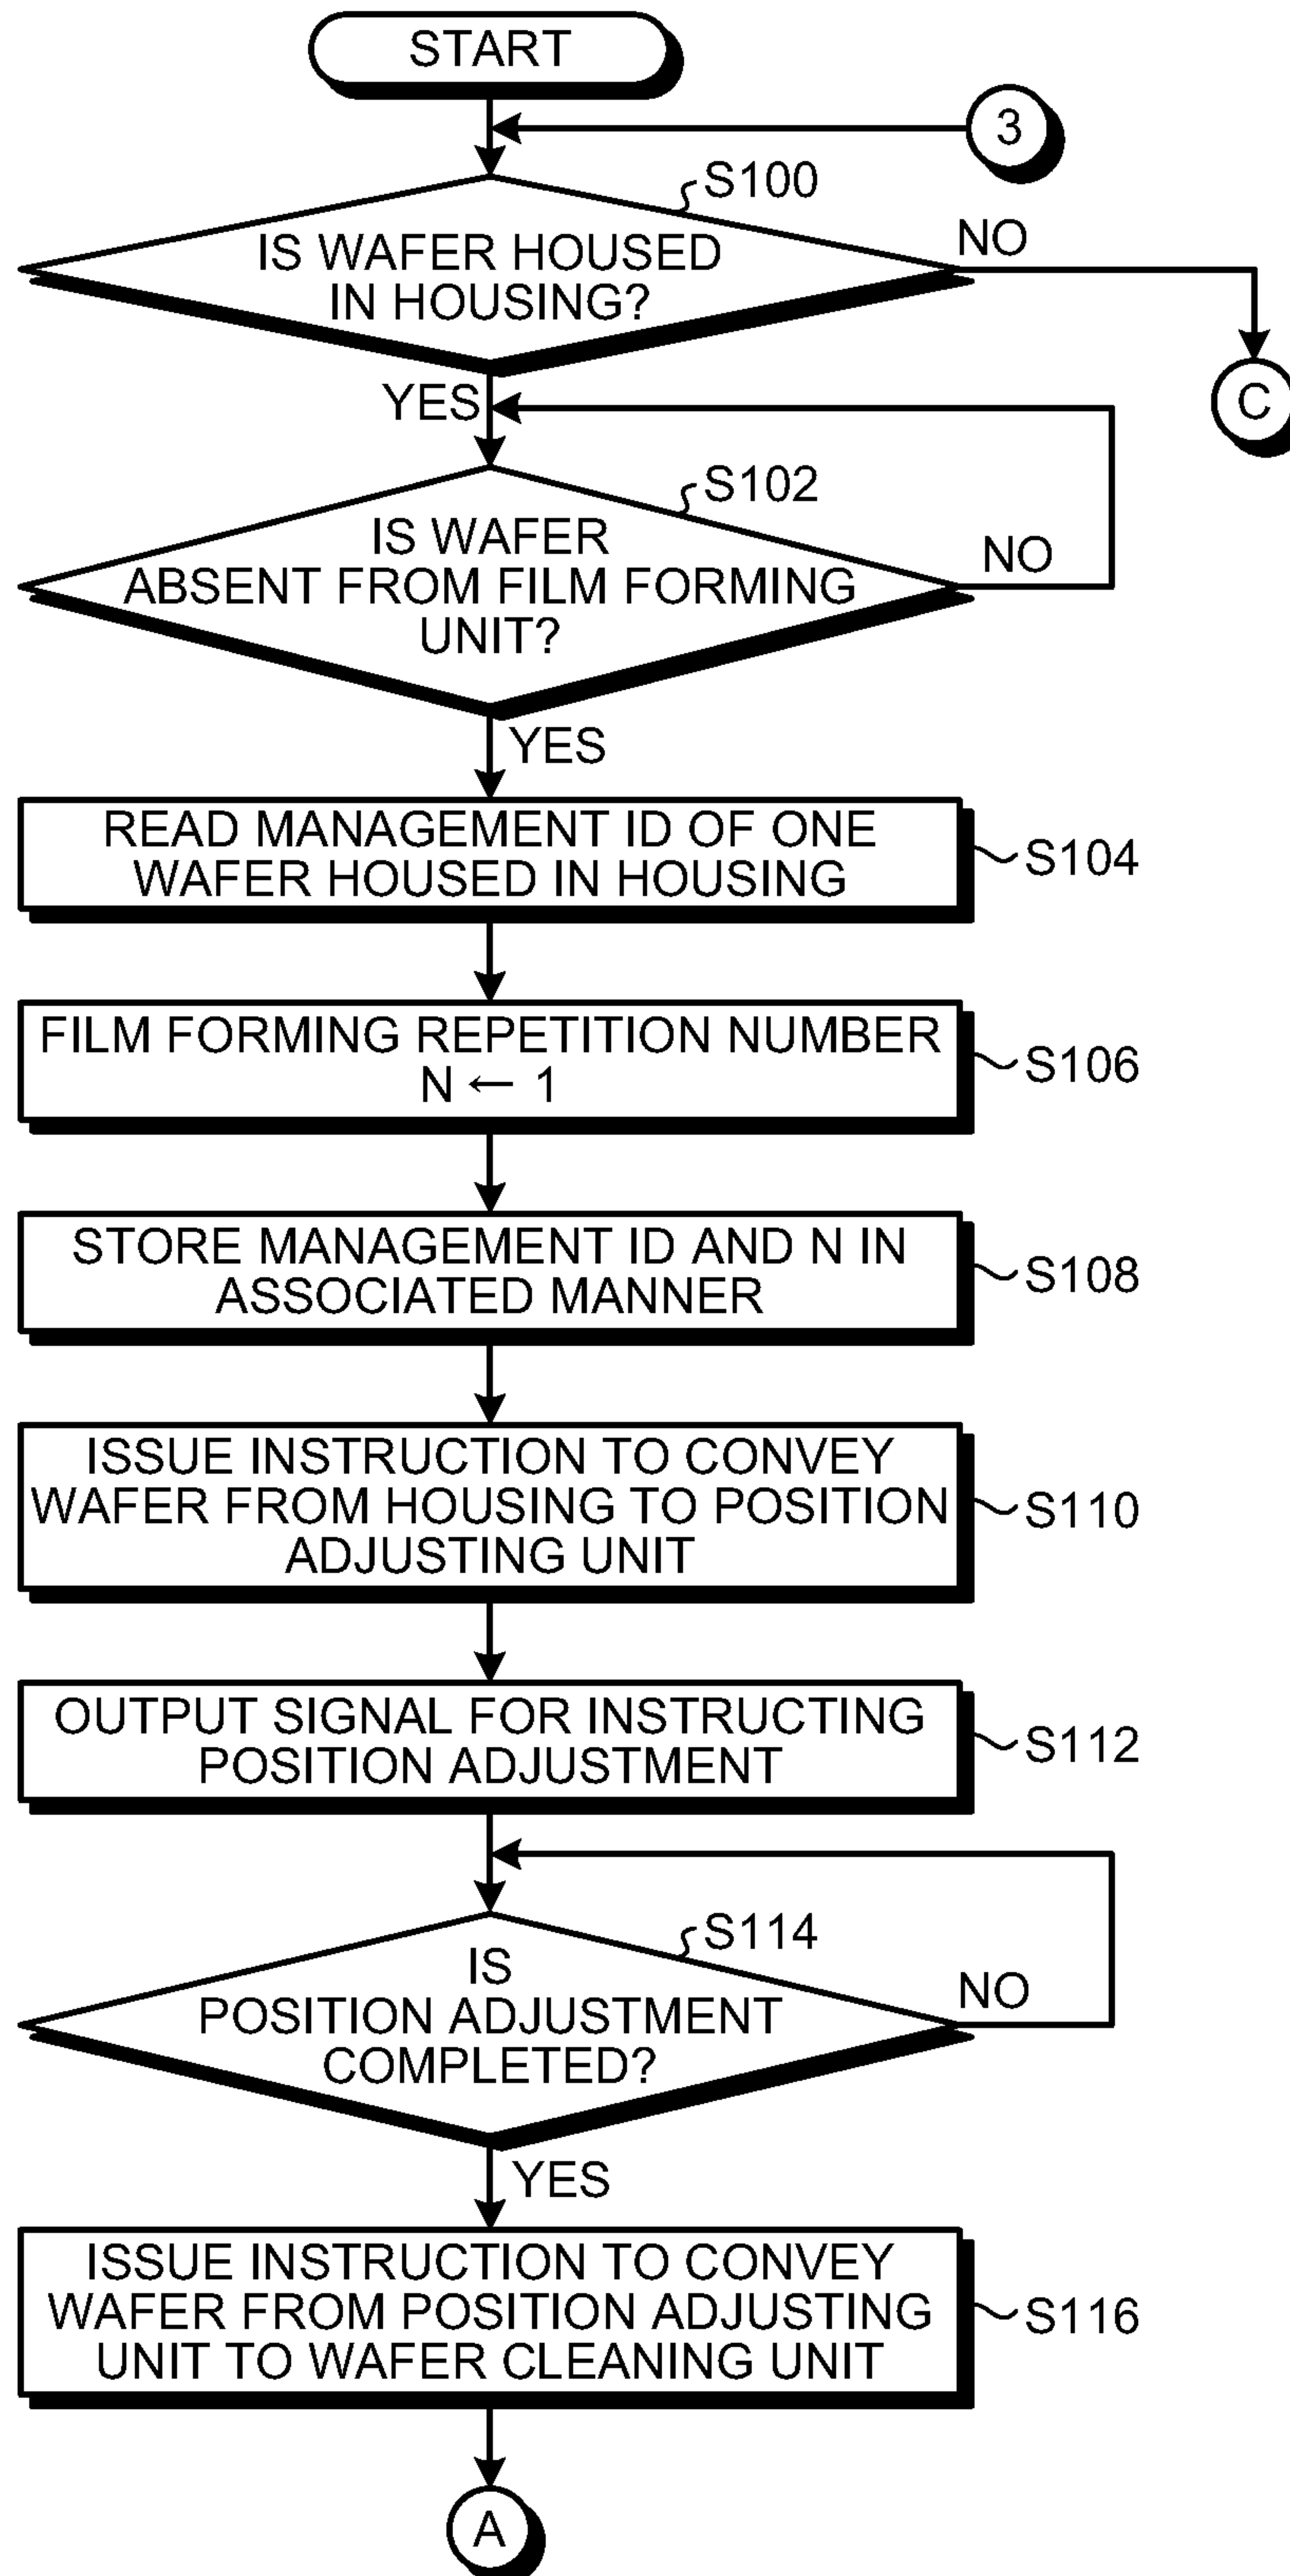 START
3
S100
IS WAFER HOUSED
IN HOUSING?
NO
C
YES
S102
IS WAFER
ABSENT FROM FILM FORMING
UNIT?
NO
YES
READ MANAGEMENT ID OF ONE
WAFER HOUSED IN HOUSING
S104
FILM FORMING REPETITION NUMBER
N ← 1
S106
STORE MANAGEMENT ID AND N IN
ASSOCIATED MANNER
S108
ISSUE INSTRUCTION TO CONVEY
WAFER FROM HOUSING TO POSITION
ADJUSTING UNIT
S110
OUTPUT SIGNAL FOR INSTRUCTING
POSITION ADJUSTMENT
S112
S114
IS
POSITION ADJUSTMENT
COMPLETED?
NO
YES
ISSUE INSTRUCTION TO CONVEY
WAFER FROM POSITION ADJUSTING
UNIT TO WAFER CLEANING UNIT
S116
A